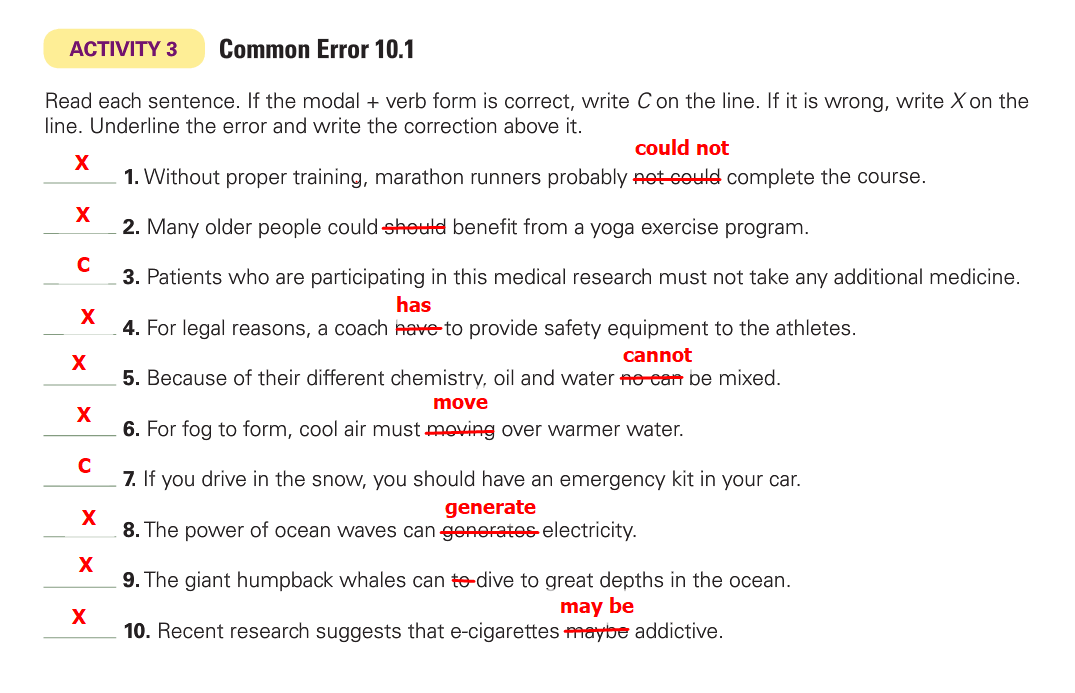 ACTIVITY 3 Common Error 10.1
Read each sentence. If the modal + verb form is correct, write C on the line. If it is wrong, write X on the
line. Underline the error and write the correction above it.
could not
X 1. Without proper training, marathon runners probably not could complete the course.
X 2. Many older people could should benefit from a yoga exercise program.
C 3. Patients who are participating in this medical research must not take any additional medicine.
has
X 4. For legal reasons, a coach have to provide safety equipment to the athletes.
cannot
X 5. Because of their different chemistry, oil and water no can be mixed.
move
X 6. For fog to form, cool air must moving over warmer water.
C 7. If you drive in the snow, you should have an emergency kit in your car.
generate
X 8. The power of ocean waves can generates electricity.
X 9. The giant humpback whales can to dive to great depths in the ocean.
may be
X 10. Recent research suggests that e-cigarettes maybe addictive.